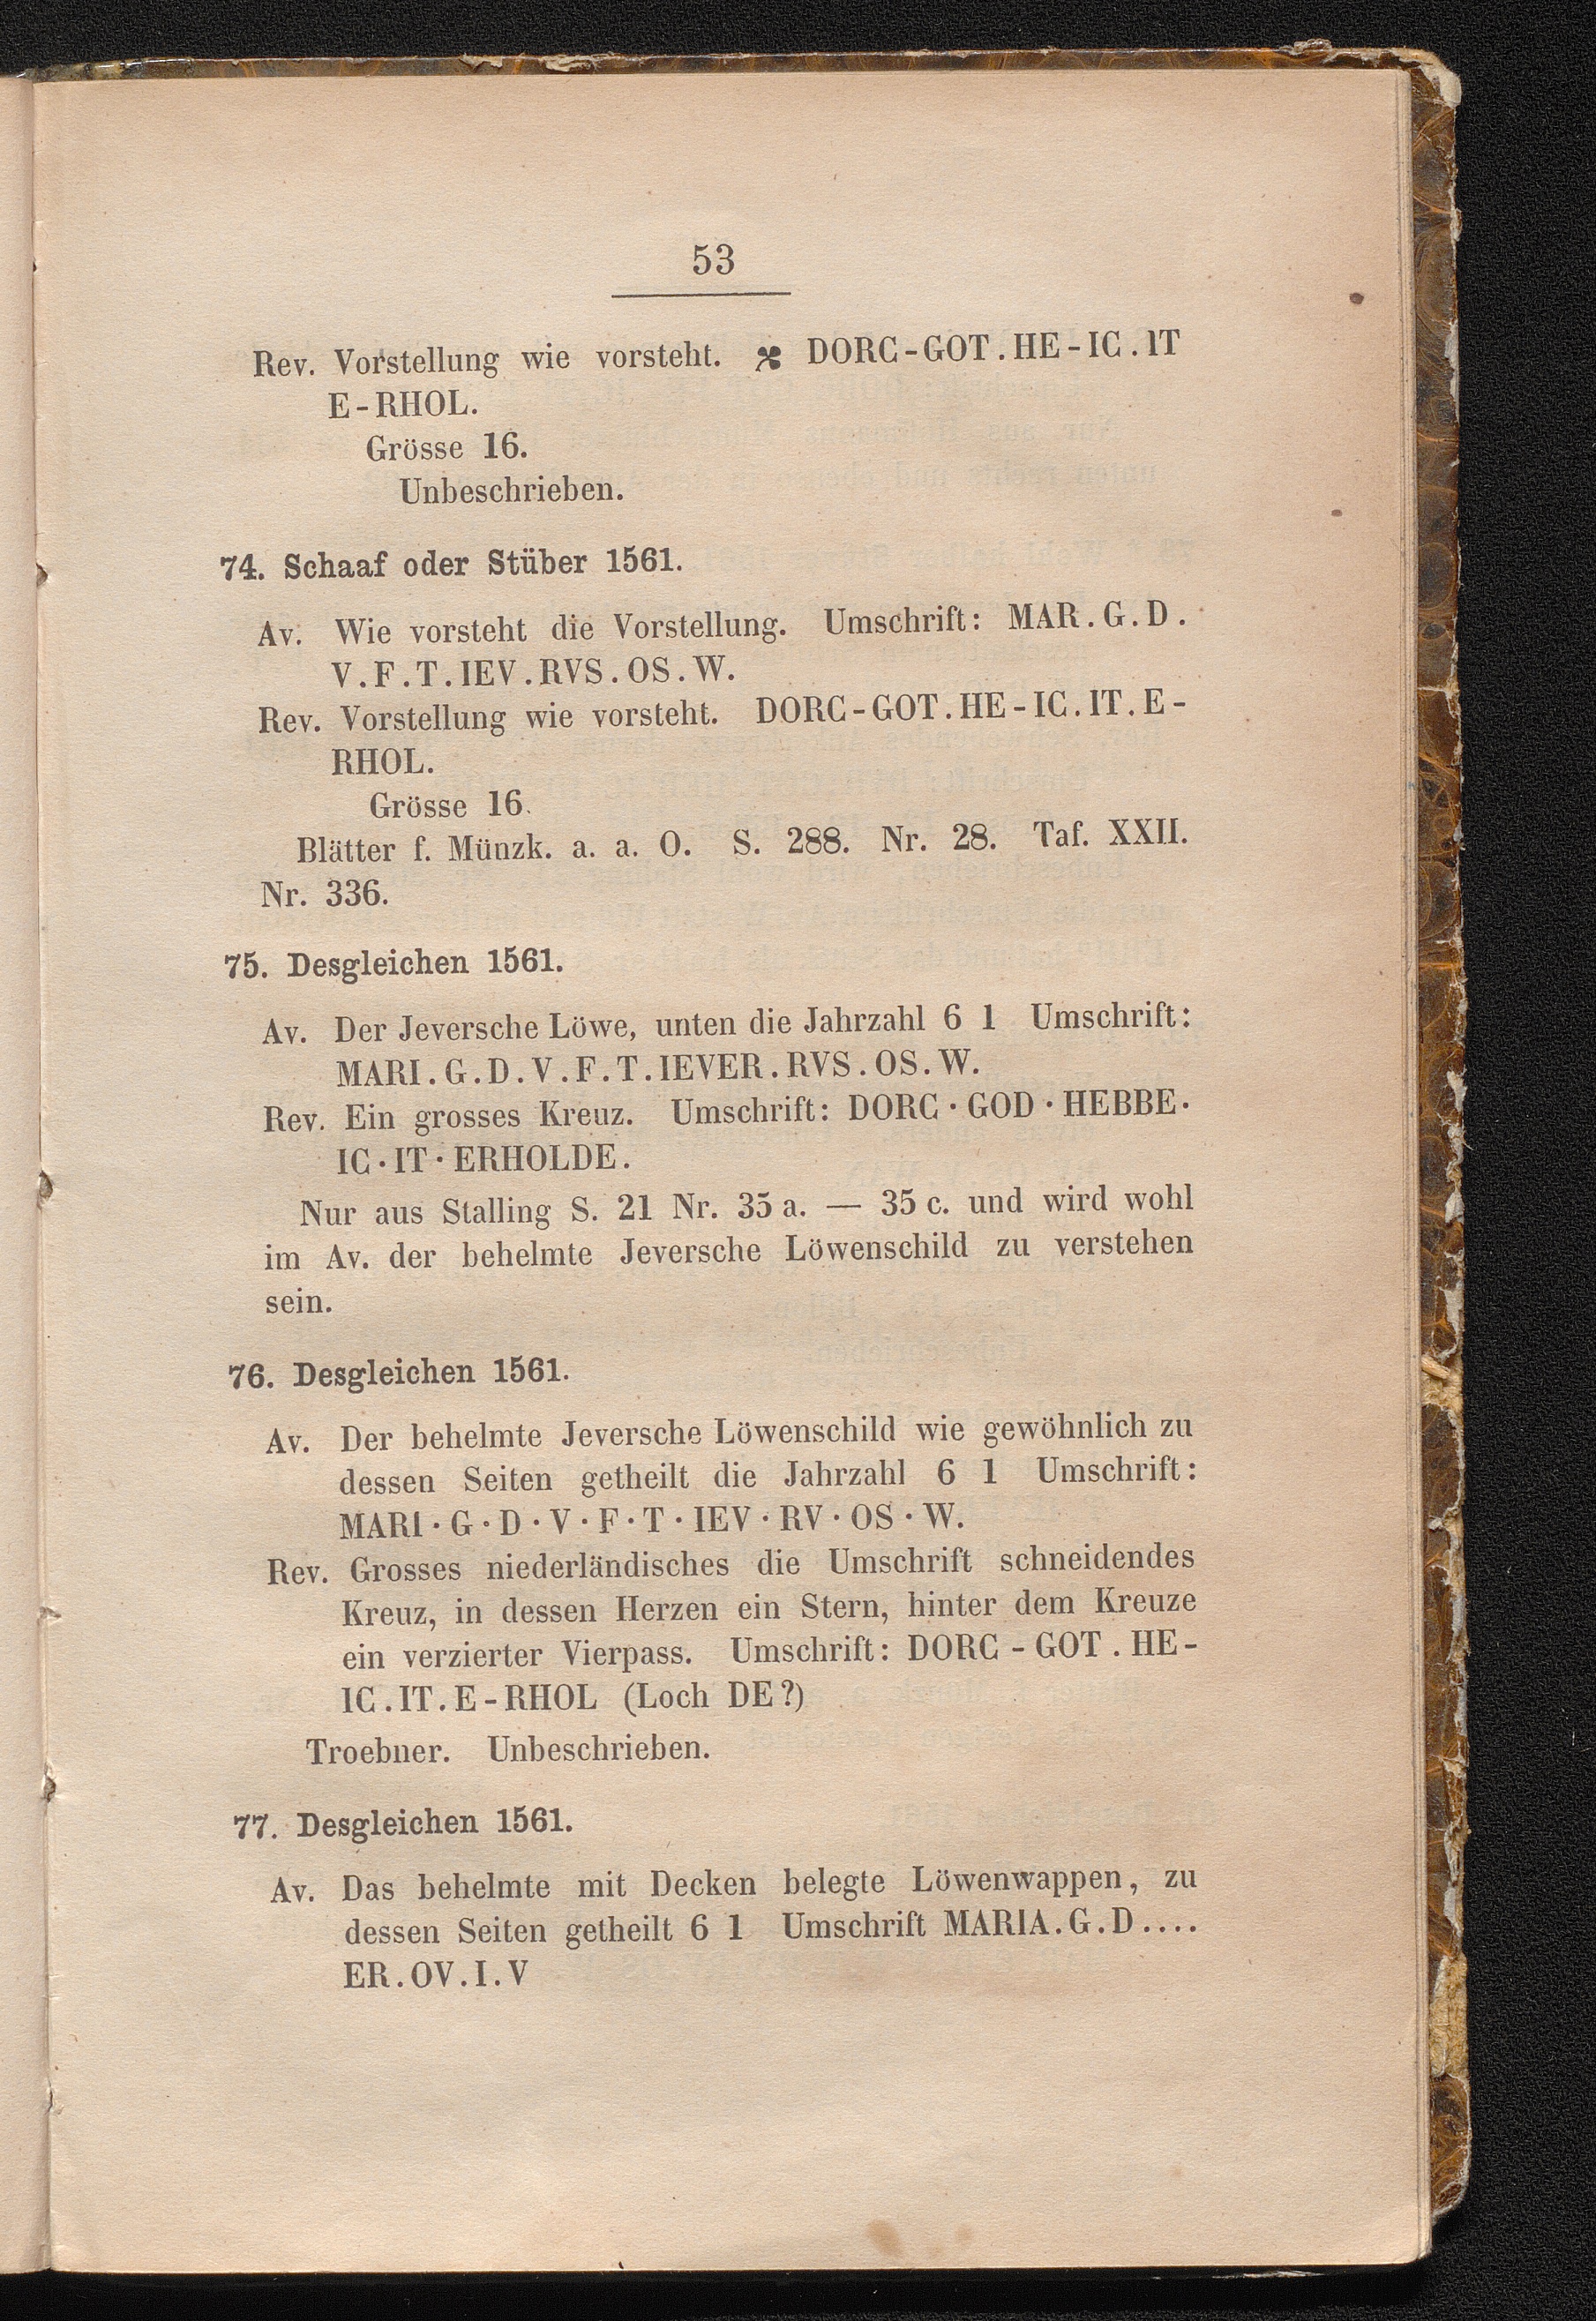 53
Rev. Vorstellung wie vorsteht. ✤ DORC-GOT.HE-IC.IT
E-RHOL.
Grösse 16.
Unbeschrieben.
74. Schaaf oder Stüber 1561.
Av. Wie vorsteht die Vorstellung. Umschrift: MAR.G.D.
V.F.T.IEV.RVS.OS.W.
Rev. Vorstellung wie vorsteht. DORC-GOT.HE-IC.IT.E-
RHOL.
Grösse 16.
Blätter f. Münzk. a. a. O. S. 288. Nr. 28. Taf. XXII.
Nr. 336.
75. Desgleichen 1561.
Av. Der Jeversche Löwe, unten die Jahrzahl 6 1 Umschrift:
MARI.G.D.V.F.T.IEVER.RVS.OS.W.
Rev. Ein grosses Kreuz. Umschrift: DORC·GOD·HEBBE·
IC·IT·ERHOLDE.
Nur aus Stalling S. 21 Nr. 35 a. — 35 c. und wird wohl
im Av. der behelmte Jeversche Löwenschild zu verstehen
sein.
76. Desgleichen 1561.
Av. Der behelmte Jeversche Löwenschild wie gewöhnlich zu
dessen Seiten getheilt die Jahrzahl 6 1 Umschrift:
MARI·G·D·V·F·T·IEV·RV·OS·W.
Rev. Grosses niederländisches die Umschrift schneidendes
Kreuz, in dessen Herzen ein Stern, hinter dem Kreuze
ein verzierter Vierpass. Umschrift: DORC - GOT . HE-
IC.IT.E-RHOL (Loch DE?)
Troebner. Unbeschrieben.
77. Desgleichen 1561.
Av. Das behelmte mit Decken belegte Löwenwappen, zu
dessen Seiten getheilt 6 1 Umschrift MARIA.G.D....
ER.OV.I.V